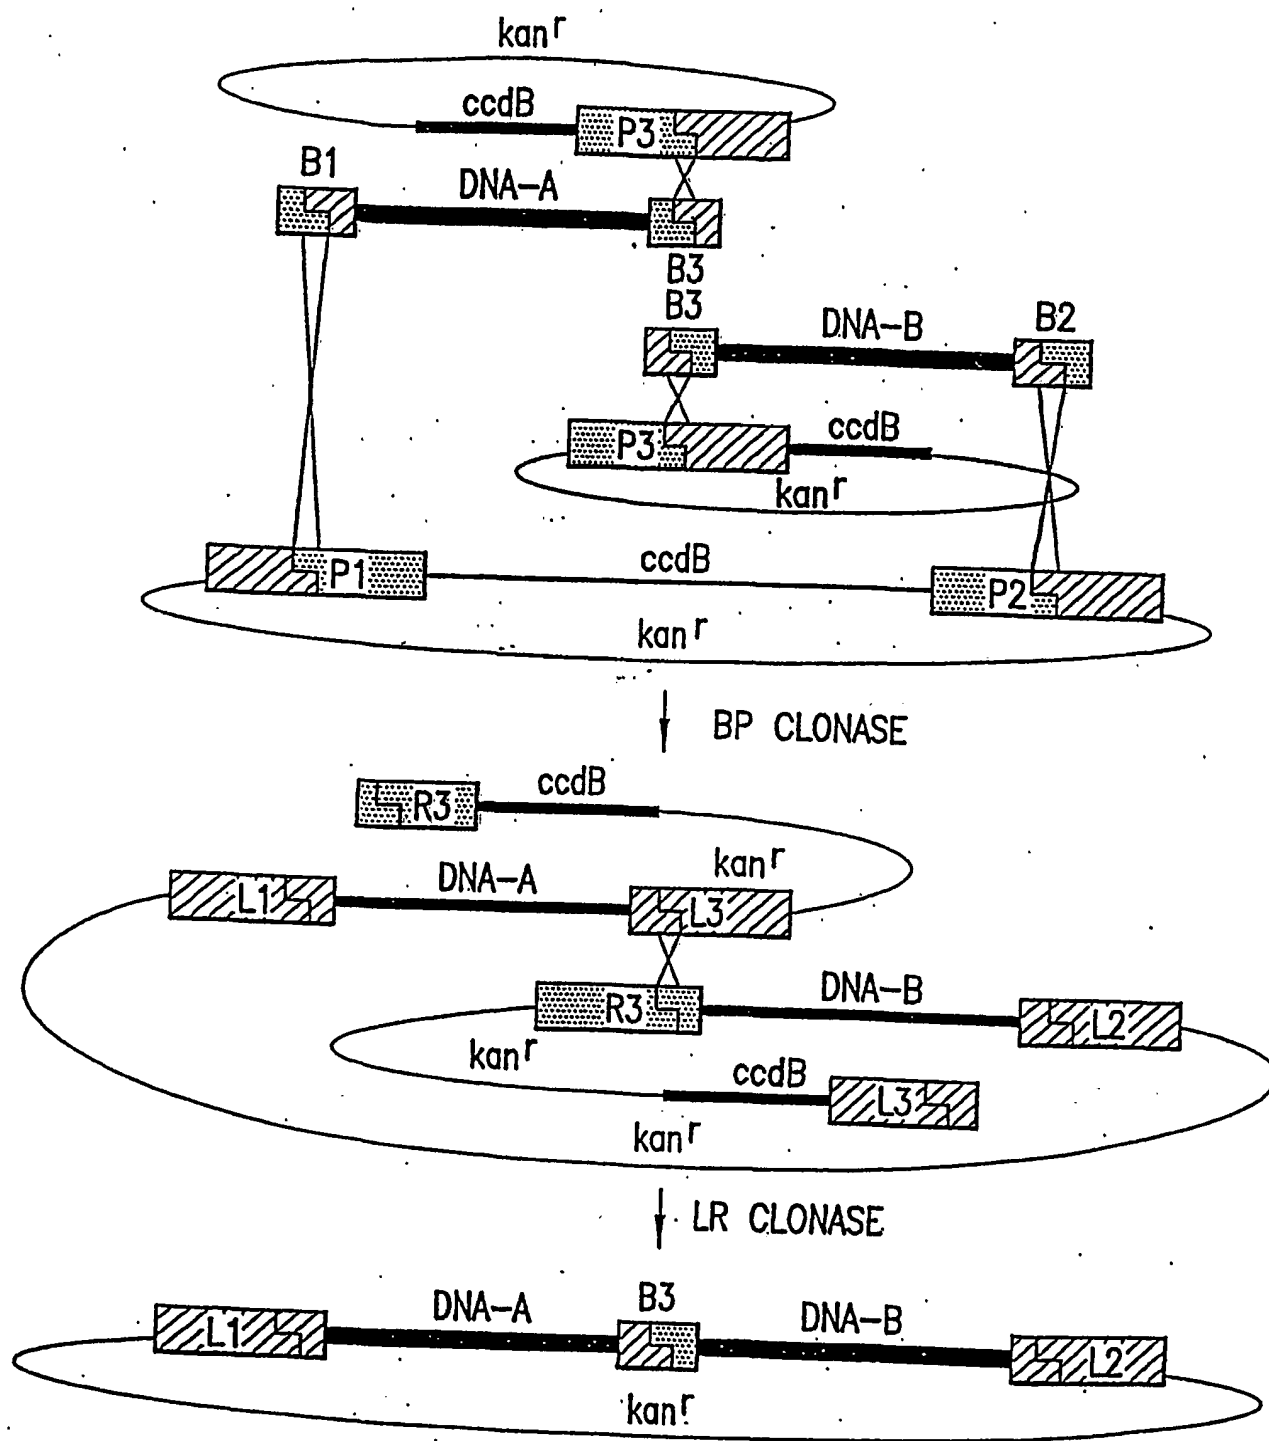 kanʳ
ccdB
P3
B1
DNA-A
B3
B3
DNA-B
B2
P3
ccdB
kanʳ
P1
ccdB
P2
kanʳ
BP CLONASE
R3
ccdB
kanʳ
L1
DNA-A
L3
R3
DNA-B
L2
kanʳ
ccdB
L3
kanʳ
LR CLONASE
L1
DNA-A
B3
DNA-B
L2
kanʳ